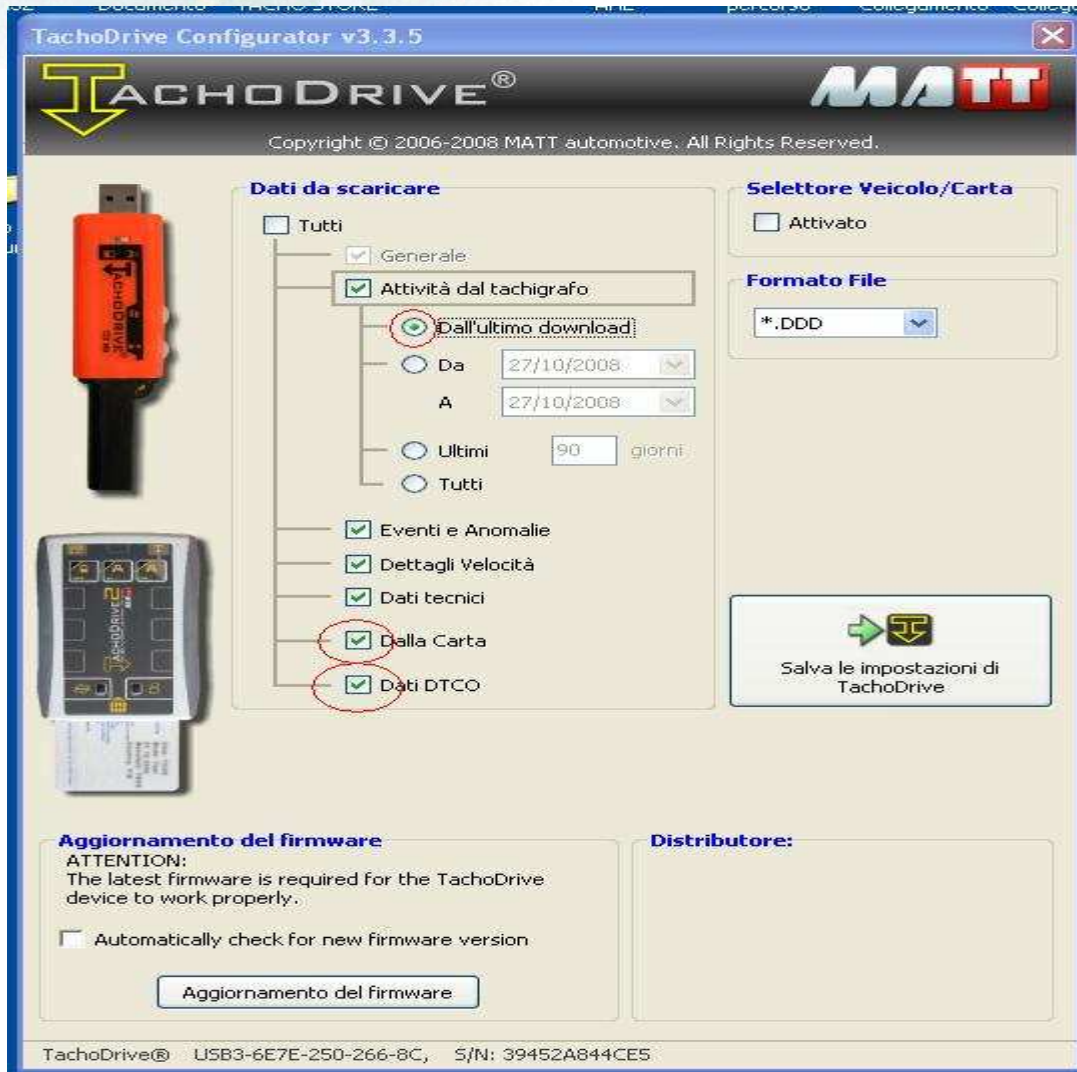 TachoDrive Configurator v3.3.5
TACHODRIVE® MATT
Copyright © 2006-2008 MATT automotive. All Rights Reserved.
Dati da scaricare
Tutti
Generale
Attività dal tachigrafo
Dall'ultimo download
Da 27/10/2008
A 27/10/2008
Ultimi 90 giorni
Tutti
Eventi e Anomalie
Dettagli Velocità
Dati tecnici
Dalla Carta
Dati DTCO
Selettore Veicolo/Carta
Attivato
Formato File
*.DDD
Salva le impostazioni di
TachoDrive
TACHODRIVE
TACHODRIVE2
Aggiornamento del firmware
ATTENTION:
The latest firmware is required for the TachoDrive
device to work properly.
Automatically check for new firmware version
Aggiornamento del firmware
Distributore:
TachoDrive® USB3-6E7E-250-266-8C, S/N: 39452A844CE5